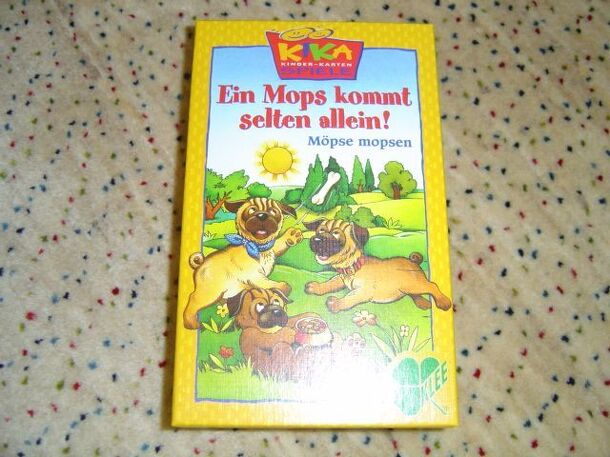 KIKA
KINDER-KARTEN
SPIELE
Ein Mops kommt
selten allein!
Möpse mopsen
KLEE